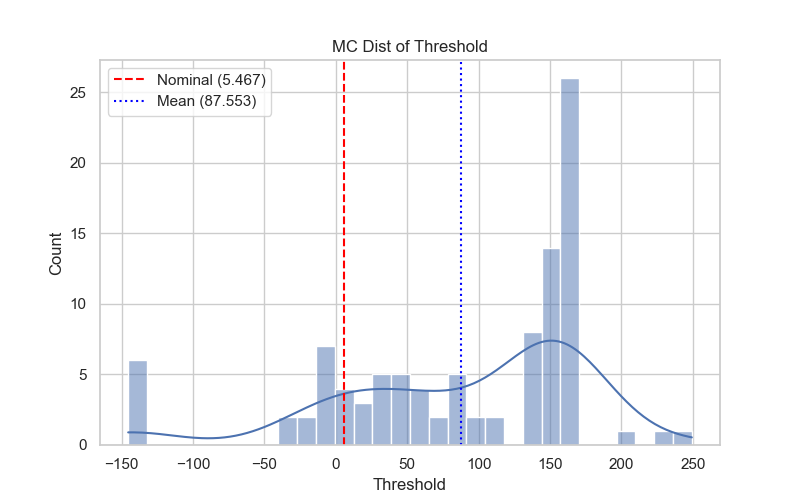 MC Dist of Threshold
Nominal (5.467)
Mean (87.553)
Count
25
20
15
10
5
0
−150 −100 −50 0 50 100 150 200 250
Threshold